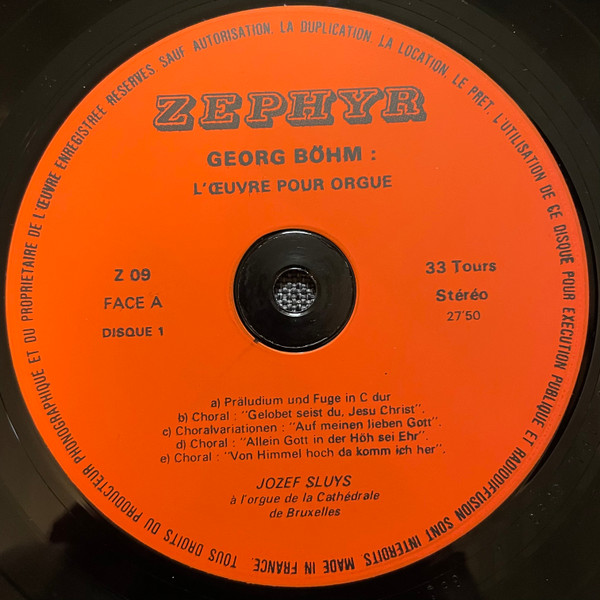 TOUS DROITS DU PRODUCTEUR PHONOGRAPHIQUE ET DU PROPRIETAIRE DE L'ŒUVRE ENREGISTREE RESERVES. SAUF AUTORISATION, LA DUPLICATION, LA LOCATION, LE PRET, L'UTILISATION DE CE DISQUE POUR EXECUTION PUBLIQUE ET RADIODIFFUSION SONT INTERDITS. MADE IN FRANCE.
ZEPHYR
GEORG BÖHM :
L'ŒUVRE POUR ORGUE
Z 09
FACE A
DISQUE 1
33 Tours
Stéréo
27'50
a) Präludium und Fuge in C dur
b) Choral : "Gelobet seist du, Jesu Christ".
c) Choralvariationen : "Auf meinen lieben Gott".
d) Choral : "Allein Gott in der Höh sei Ehr".
e) Choral : "Von Himmel hoch da komm ich her".
JOZEF SLUYS
à l'orgue de la Cathédrale
de Bruxelles